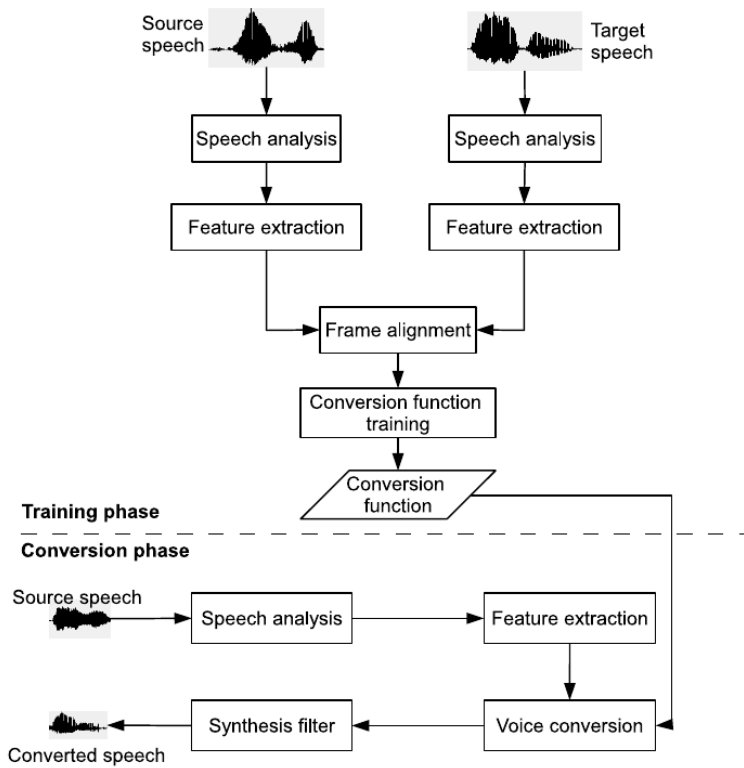 Source
speech
Target
speech
Speech analysis
Speech analysis
Feature extraction
Feature extraction
Frame alignment
Conversion function
training
Conversion
function
Training phase
Conversion phase
Source speech
Speech analysis
Feature extraction
Synthesis filter
Voice conversion
Converted speech